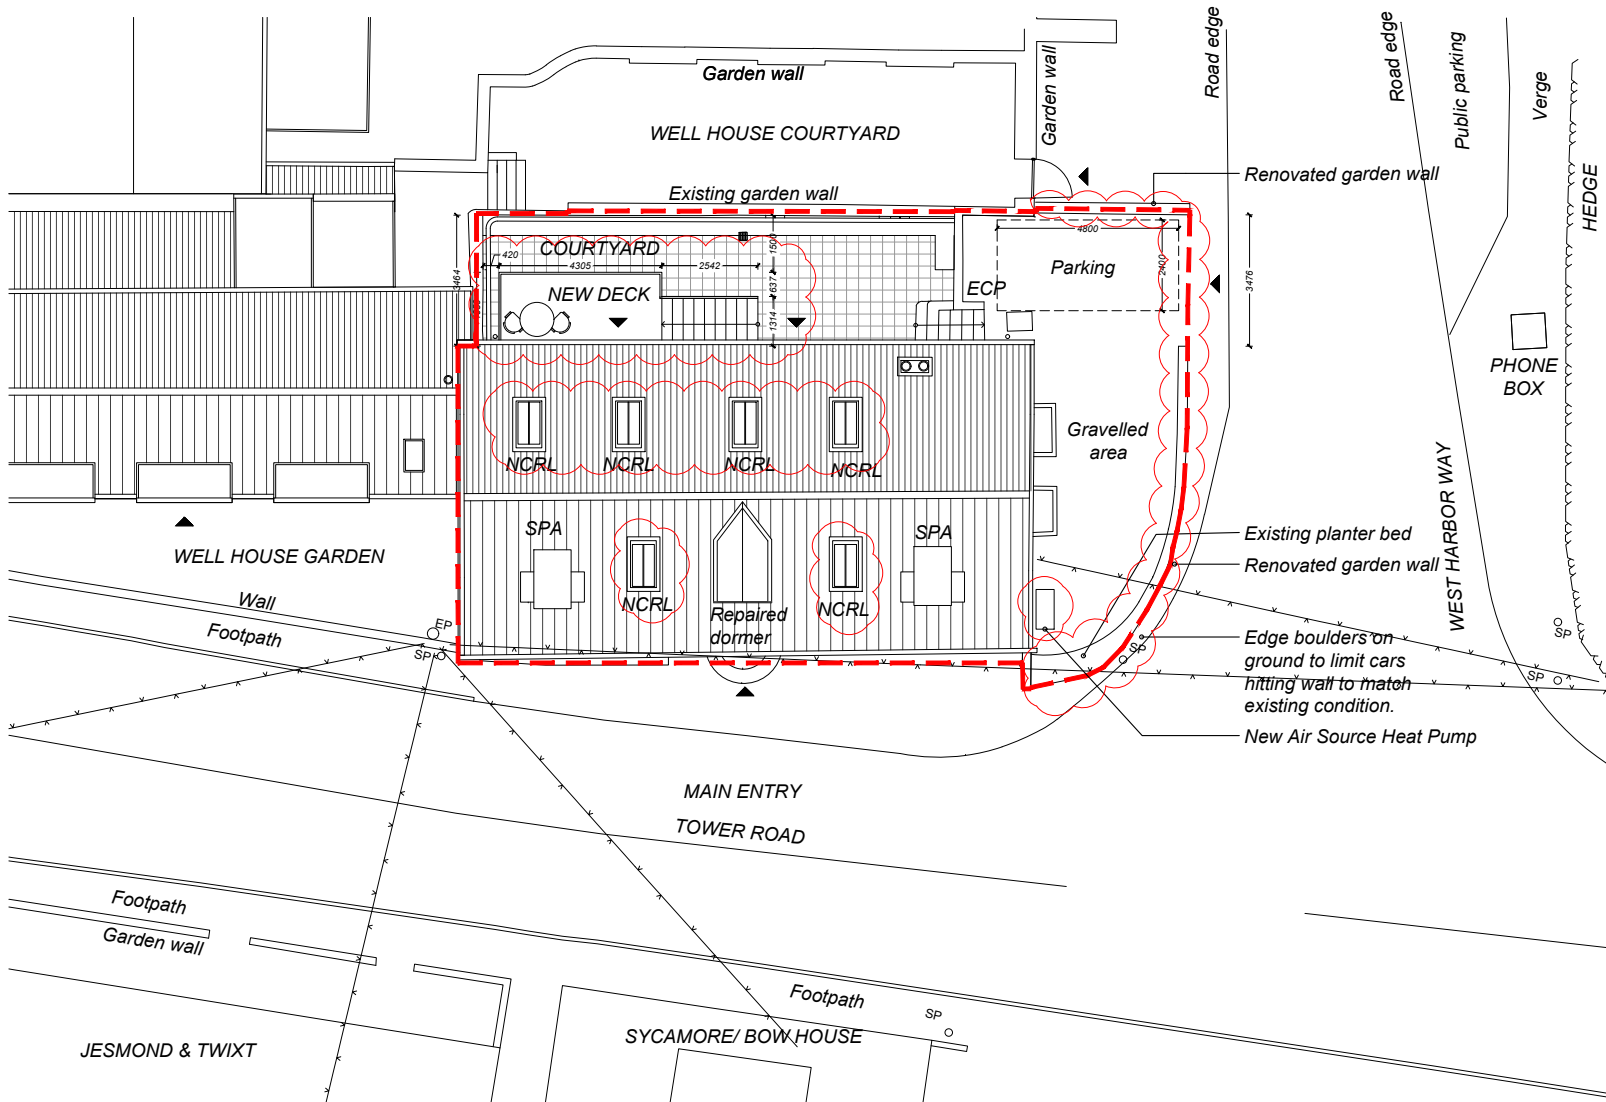 Garden wall
Garden wall
Road edge
Road edge
Public parking
Verge
HEDGE
WELL HOUSE COURTYARD
Renovated garden wall
Existing garden wall
COURTYARD
420
4305
2542
1500
637
1314
3464
4800
2400
3476
Parking
ECP
NEW DECK
PHONE
BOX
Gravelled
area
NCRL
NCRL
NCRL
NCRL
WEST HARBOR WAY
SPA
SPA
Existing planter bed
WELL HOUSE GARDEN
Renovated garden wall
Wall
NCRL
NCRL
Repaired
dormer
Footpath
EP
SP
SP
SP
SP
Edge boulders on
ground to limit cars
hitting wall to match
existing condition.
New Air Source Heat Pump
MAIN ENTRY
TOWER ROAD
Footpath
Garden wall
Footpath
SP
JESMOND & TWIXT
SYCAMORE/ BOW HOUSE